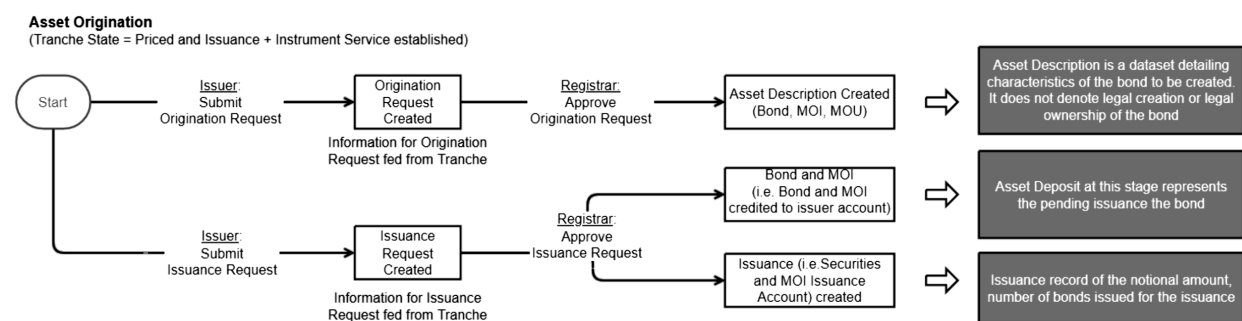 Asset Origination
(Tranche State = Priced and Issuance + Instrument Service established)
Start
Issuer:
Submit
Origination Request
Origination
Request
Created
Information for Origination
Request fed from Tranche
Registrar:
Approve
Origination Request
Asset Description Created
(Bond, MOI, MOU)
Asset Description is a dataset detailing
characteristics of the bond to be created.
It does not denote legal creation or legal
ownership of the bond
Issuer:
Submit
Issuance Request
Issuance
Request
Created
Information for Issuance
Request fed from Tranche
Registrar:
Approve
Issuance Request
Bond and MOI
(i.e. Bond and MOI
credited to issuer account)
Asset Deposit at this stage represents
the pending issuance the bond
Issuance (i.e.Securities
and MOI Issuance
Account) created
Issuance record of the notional amount,
number of bonds issued for the issuance